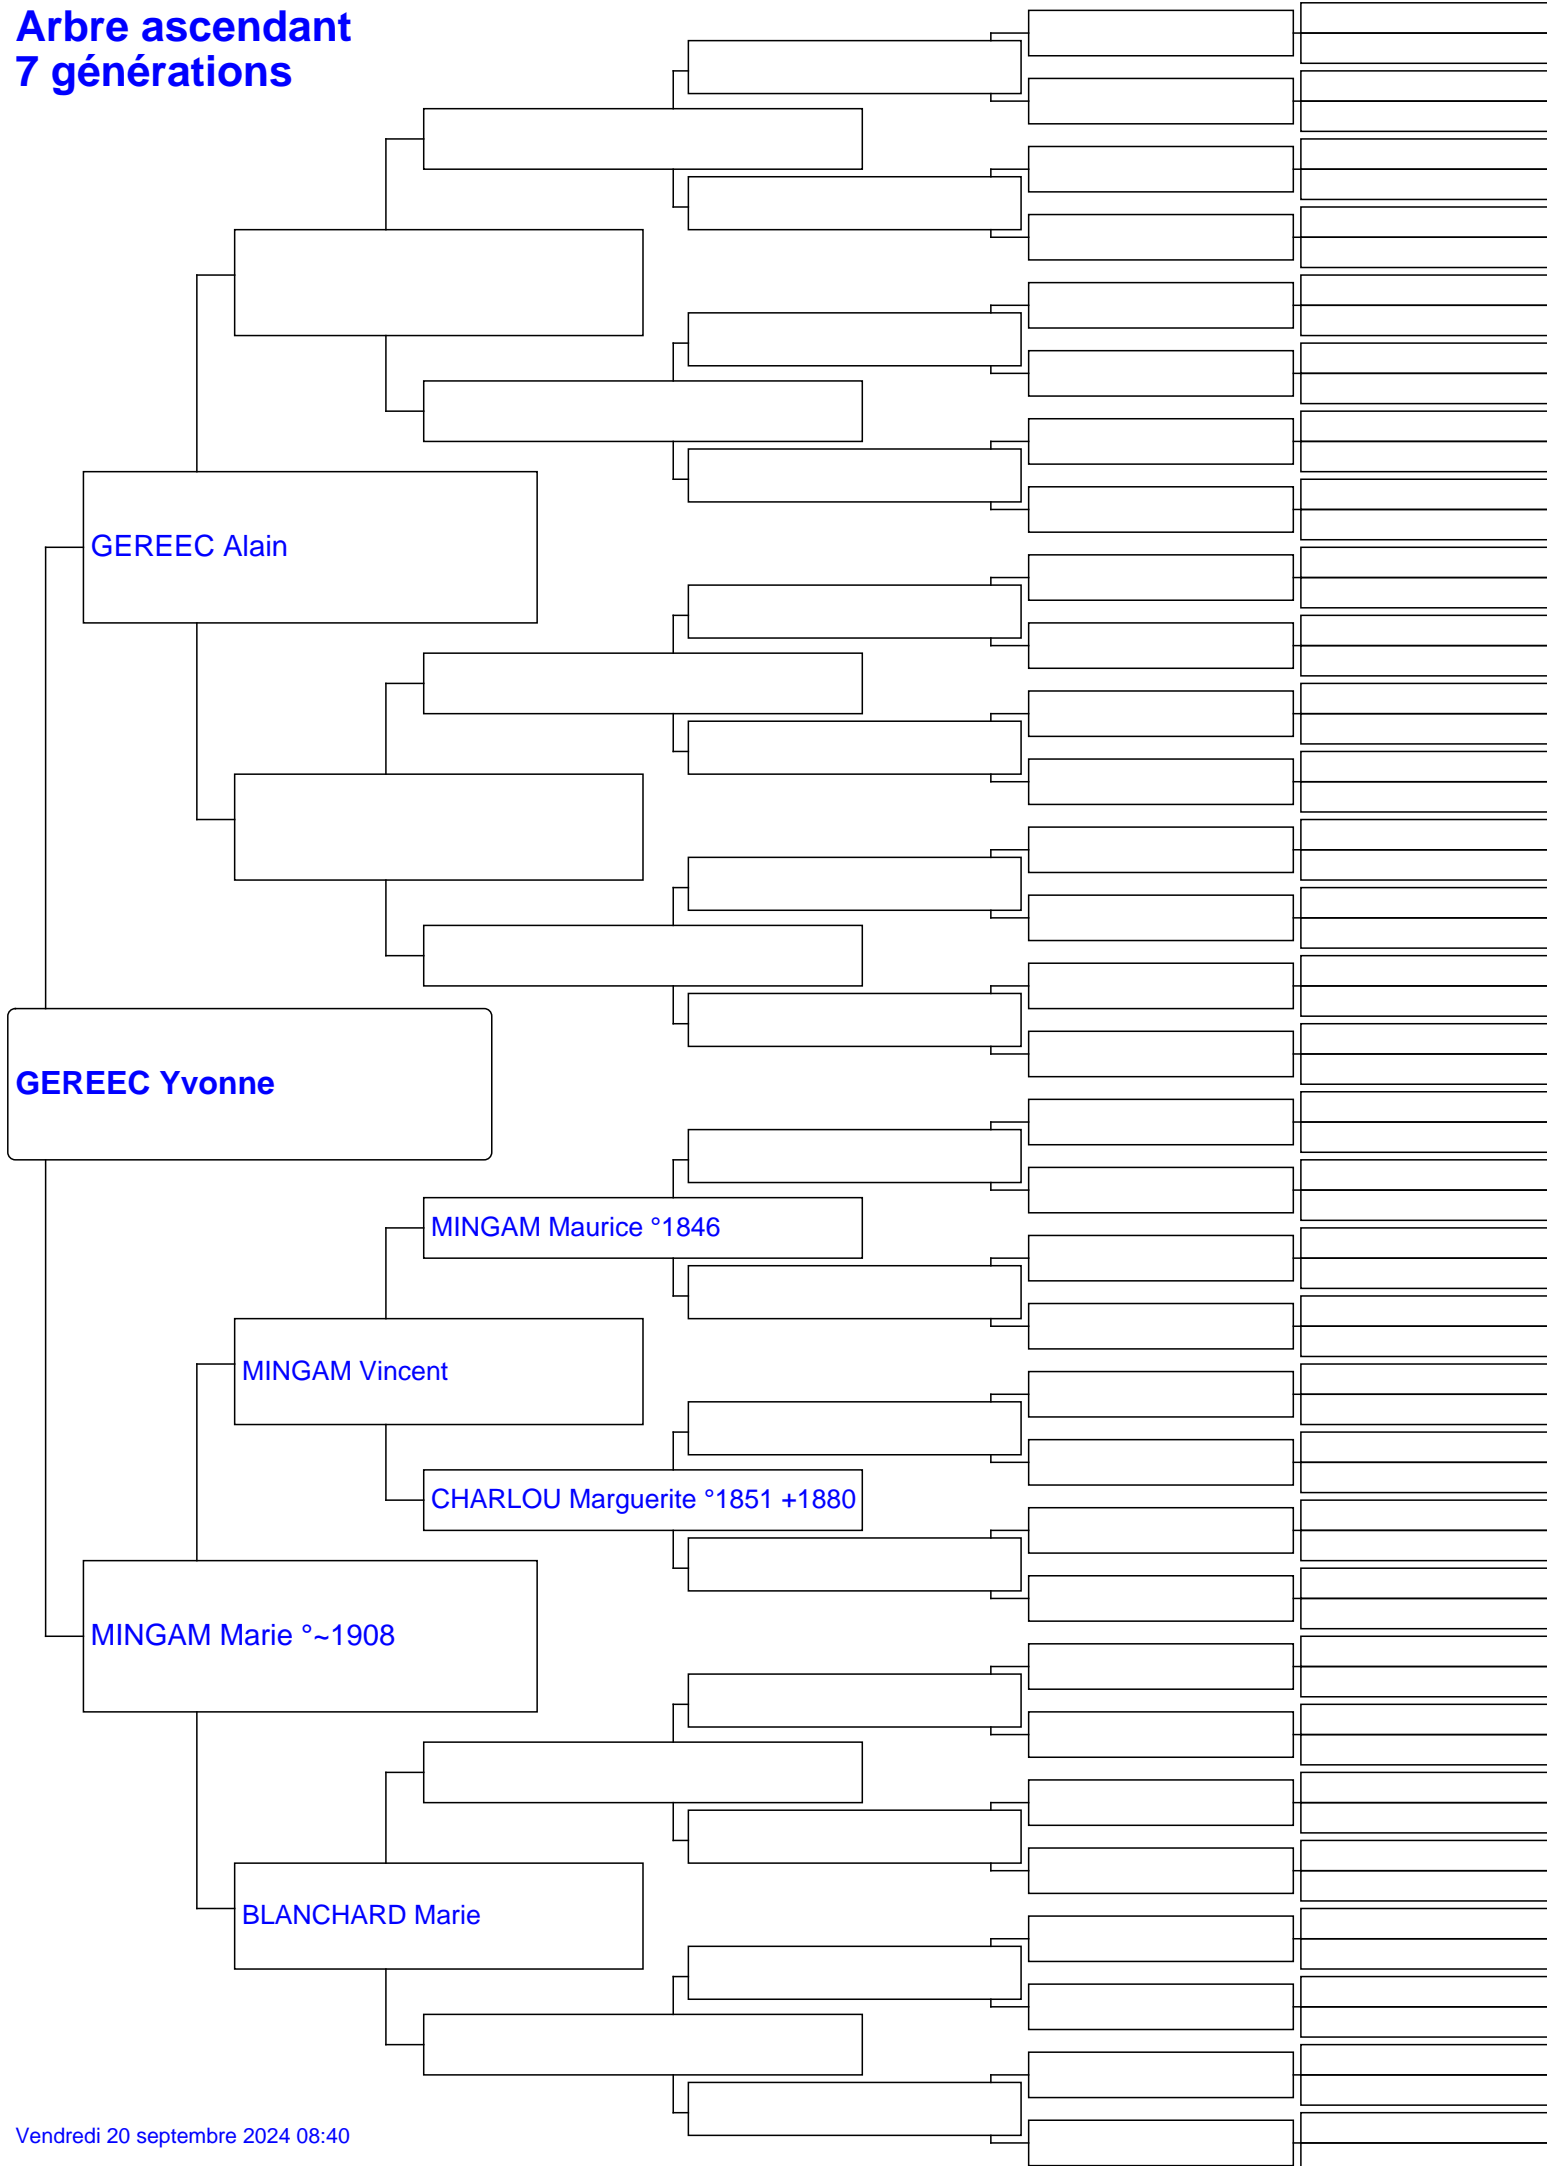 Arbre ascendant
7 générations
GEREEC Alain
GEREEC Yvonne
MINGAM Maurice °1846
MINGAM Vincent
CHARLOU Marguerite °1851 +1880
MINGAM Marie °~1908
BLANCHARD Marie
Vendredi 20 septembre 2024 08:40